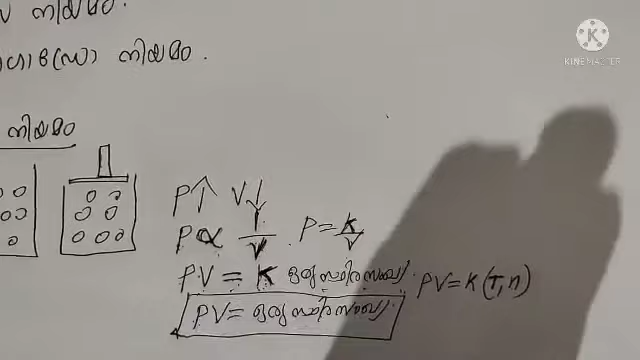 നിയമം.
നിയമം.
നിയമം
P↑ V↓
P ∝ 1/V . P = K/V
PV = K ഒരു സ്ഥിരസംഖ്യ. PV = K (T, n)
PV = ഒരു സ്ഥിരസംഖ്യ
K
KINEMASTER